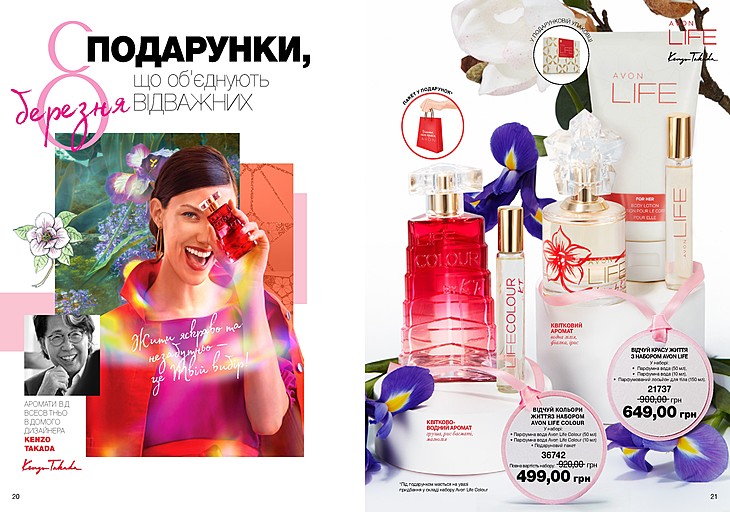 8
березня
ПОДАРУНКИ,
що об'єднують
ВІДВАЖНИХ
Жити яскраво та
незабутньо –
це Твій вибір!
АРОМАТИ ВІД
ВСЕСВІТНЬО
ВІДОМОГО
ДИЗАЙНЕРА
KENZO
TAKADA
Kenzo Takada
20
У ПОДАРУНКОВІЙ УПАКОВЦІ
AVON
LIFE
Kenzo Takada
ПАКЕТ У ПОДАРУНОК*
AVON
LIFE
FOR HER
BODY LOTION
LIFE
AVON
LIFE
COLOUR
BY K.T.
LIFECOLOUR
K.T.
AVON
LIFE
КВІТКОВИЙ
АРОМАТ
ВІДЧУЙ КРАСУ ЖИТТЯ
З НАБОРОМ AVON LIFE
У наборі:
• Парфумна вода (50 мл),
• Парфумна вода (10 мл),
• Парфумований лосьйон для тіла (150 мл).
21737
900,00 грн
649,00 грн
КВІТКОВО-
ВОДНИЙ АРОМАТ
ВІДЧУЙ КОЛЬОРИ
ЖИТТЯ З НАБОРОМ
AVON LIFE COLOUR
У наборі:
• Парфумна вода Avon Life Colour (50 мл)
• Парфумна вода Avon Life Colour (10 мл)
• Подарунковий пакет
36742
Повна вартість набору: 920,00 грн
499,00 грн
*Під подарунком мається на увазі
придбання у складі набору Avon Life Colour
21